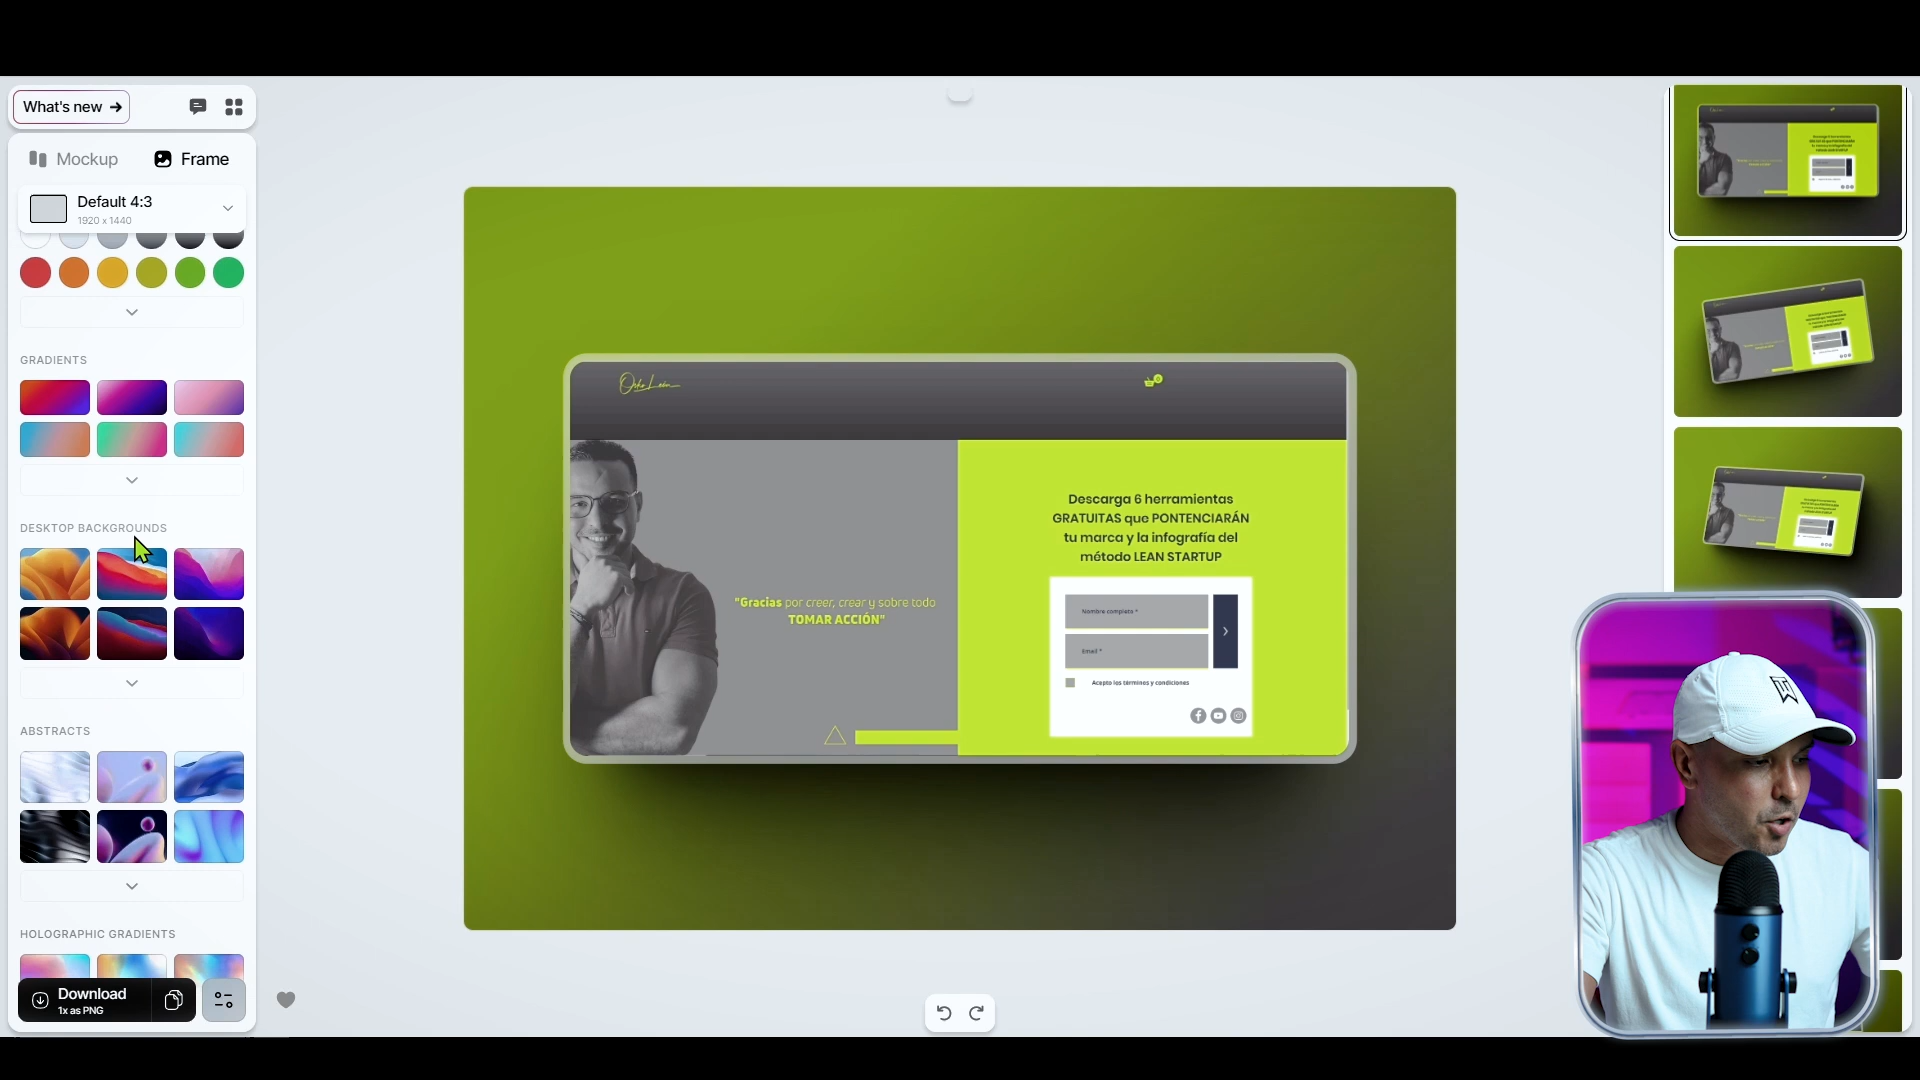 What's new →
Mockup
Frame
Default 4:3
1920 x 1440
GRADIENTS
DESKTOP BACKGROUNDS
ABSTRACTS
HOLOGRAPHIC GRADIENTS
Download
1x as PNG
0
"Gracias por creer, crear y sobre todo
TOMAR ACCIÓN"
Descarga 6 herramientas
GRATUITAS que PONTENCIARÁN
tu marca y la infografía del
método LEAN STARTUP
Nombre completo *
Email *
Acepto los términos y condiciones